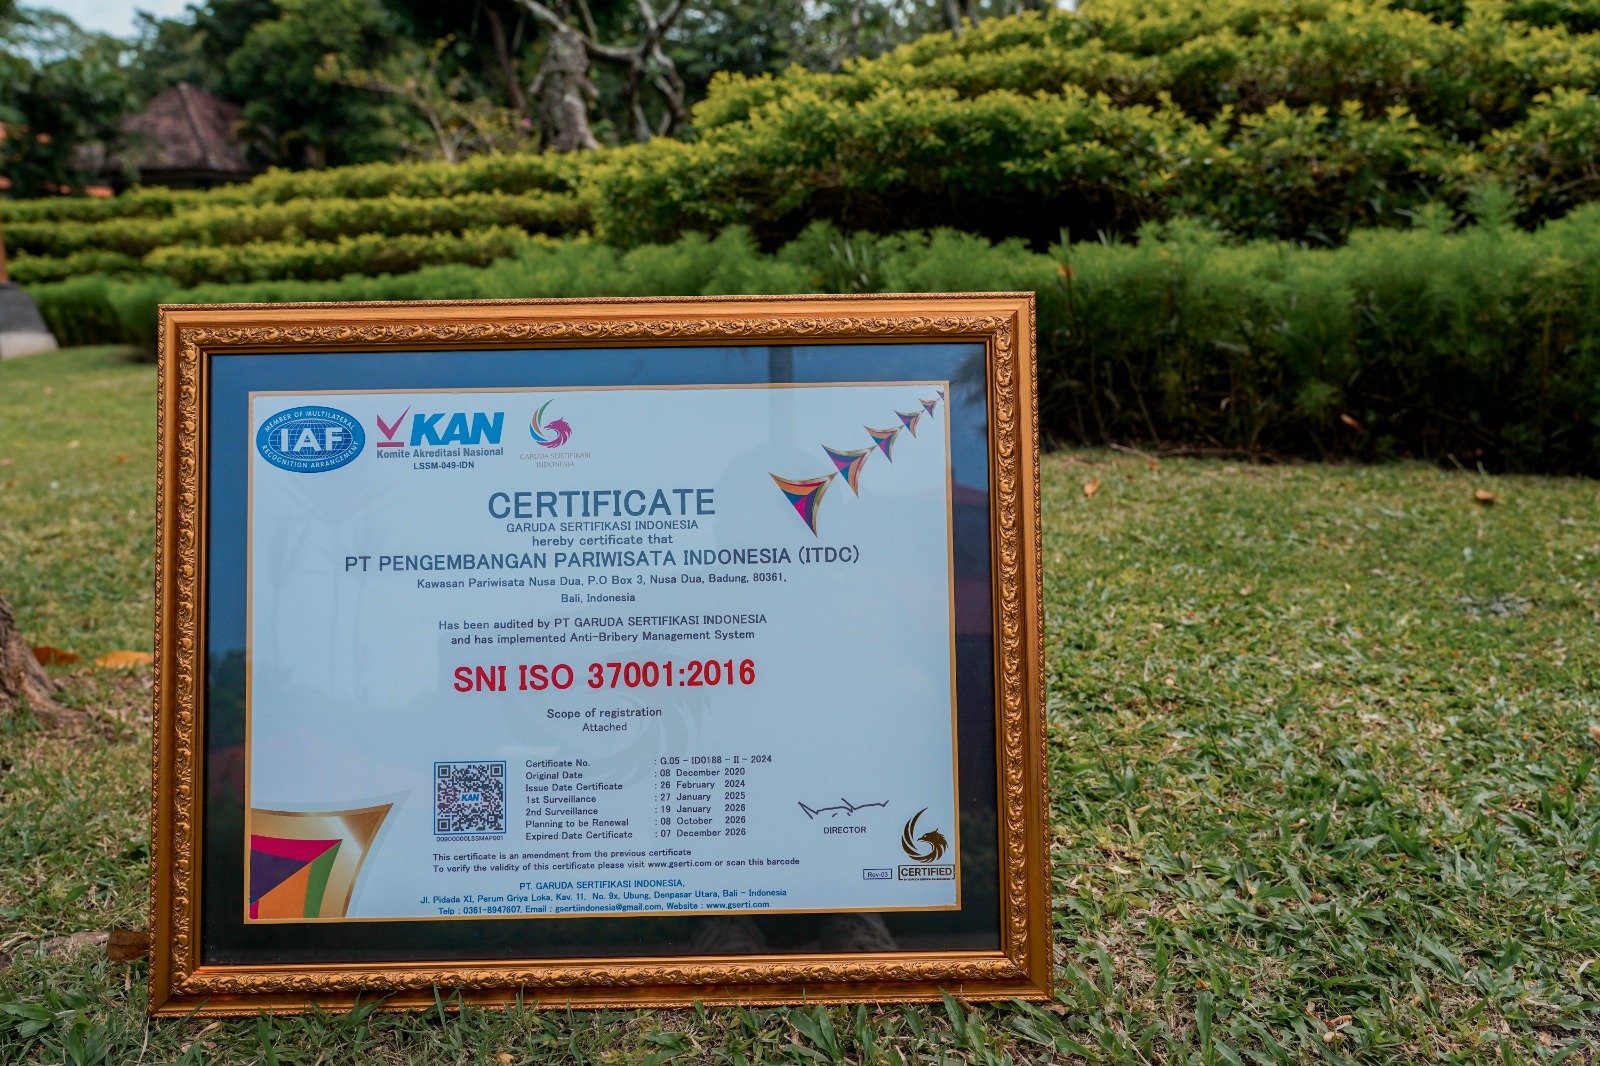 MEMBER OF MULTILATERAL
IAF
RECOGNITION ARRANGEMENT
KAN
Komite Akreditasi Nasional
LSSM-049-IDN
GARUDA SERTIFIKASI
INDONESIA
CERTIFICATE
GARUDA SERTIFIKASI INDONESIA
hereby certificate that
PT PENGEMBANGAN PARIWISATA INDONESIA (ITDC)
Kawasan Pariwisata Nusa Dua, P.O Box 3, Nusa Dua, Badung, 80361,
Bali, Indonesia
Has been audited by PT GARUDA SERTIFIKASI INDONESIA
and has implemented Anti-Bribery Management System
SNI ISO 37001:2016
Scope of registration
Attached
KAN
00900000LSSMAP001
Certificate No. : G.05 - ID0188 - II - 2024
Original Date : 08 December 2020
Issue Date Certificate : 26 February 2024
1st Surveillance : 27 January 2025
2nd Surveillance : 19 January 2026
Planning to be Renewal : 08 October 2026
Expired Date Certificate : 07 December 2026
DIRECTOR
This certificate is an amendment from the previous certificate
To verify the validity of this certificate please visit www.gserti.com or scan this barcode
Rev-03
CERTIFIED
PT. GARUDA SERTIFIKASI INDONESIA,
Jl. Pidada XI, Perum Griya Loka, Kav. 11, No. 9x, Ubung, Denpasar Utara, Bali - Indonesia
Telp : 0361-8947607, Email : gsertiindonesia@gmail.com, Website : www.gserti.com